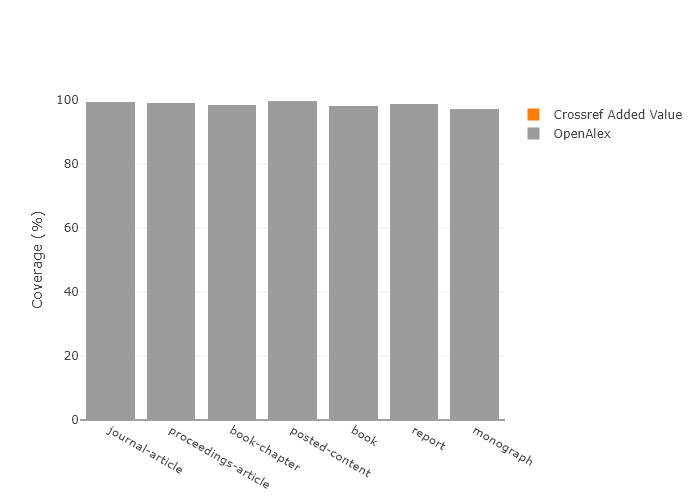 100
80
60
40
20
0
Coverage (%)
journal-article
proceedings-article
book-chapter
posted-content
book
report
monograph
Crossref Added Value
OpenAlex